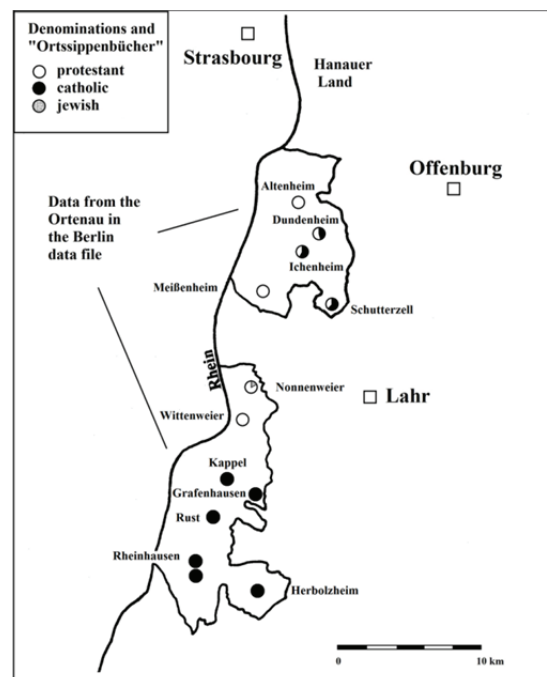 Denominations and
"Ortssippenbücher"
protestant
catholic
jewish
Strasbourg
Hanauer
Land
Offenburg
Altenheim
Data from the
Ortenau in
the Berlin
data file
Dundenheim
Ichenheim
Meißenheim
Schutterzell
Rhein
Nonnenweier
Lahr
Wittenweier
Kappel
Grafenhausen
Rust
Rheinhausen
Herbolzheim
0
10 km